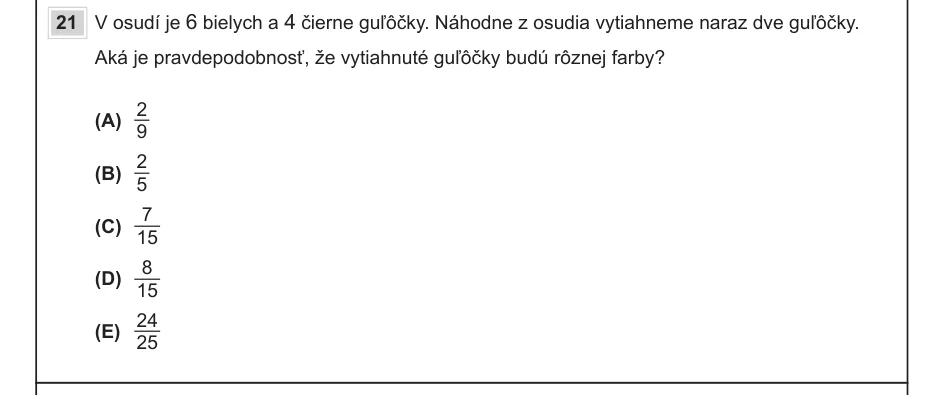 21 V osudí je 6 bielych a 4 čierne guľôčky. Náhodne z osudia vytiahneme naraz dve guľôčky.
Aká je pravdepodobnosť, že vytiahnuté guľôčky budú rôznej farby?
(A) 2/9
(B) 2/5
(C) 7/15
(D) 8/15
(E) 24/25